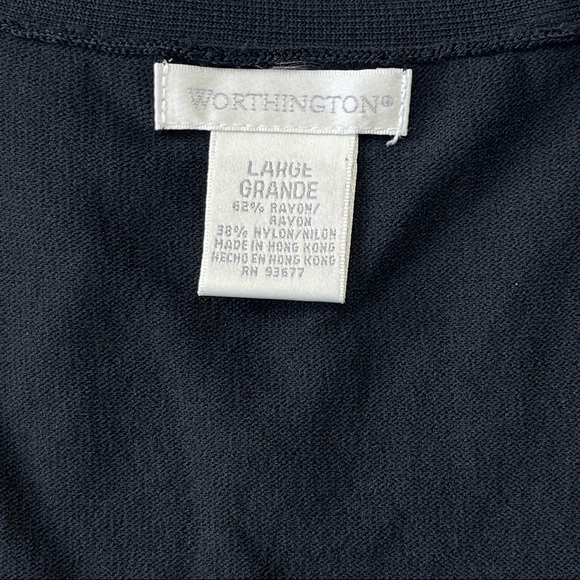 WORTHINGTON®
LARGE
GRANDE
62% RAYON/
RAYON
38% NYLON/NILON
MADE IN HONG KONG
HECHO EN HONG KONG
RN 93677